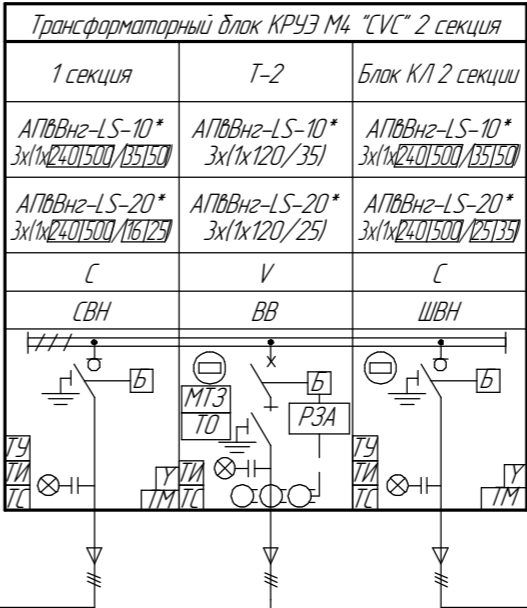 Трансформаторный блок КРУЭ М4 "CVC" 2 секция
1 секция
Т-2
Блок КЛ 2 секции
АПвВнг-LS-10*
3х(1х240|500/35|50)
АПвВнг-LS-10*
3х(1х120/35)
АПвВнг-LS-10*
3х(1х240|500/35|50)
АПвВнг-LS-20*
3х(1х240|500/16|25)
АПвВнг-LS-20*
3х(1х120/25)
АПвВнг-LS-20*
3х(1х240|500/25|35)
C
V
C
СВН
ВВ
ШВН
Б
МТЗ
ТО
Б
РЗА
Б
ТУ
ТИ
ТС
Y
ТМ
ТИ
ТС
ТУ
ТИ
ТС
Y
ТМ